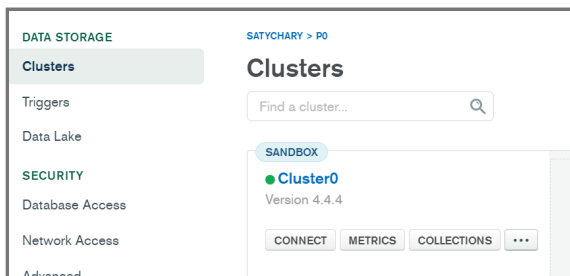 DATA STORAGE
Clusters
Triggers
Data Lake
SECURITY
Database Access
Network Access
Advanced
SATYCHARY > P0
Clusters
Find a cluster...
SANDBOX
Cluster0
Version 4.4.4
CONNECT METRICS COLLECTIONS ...